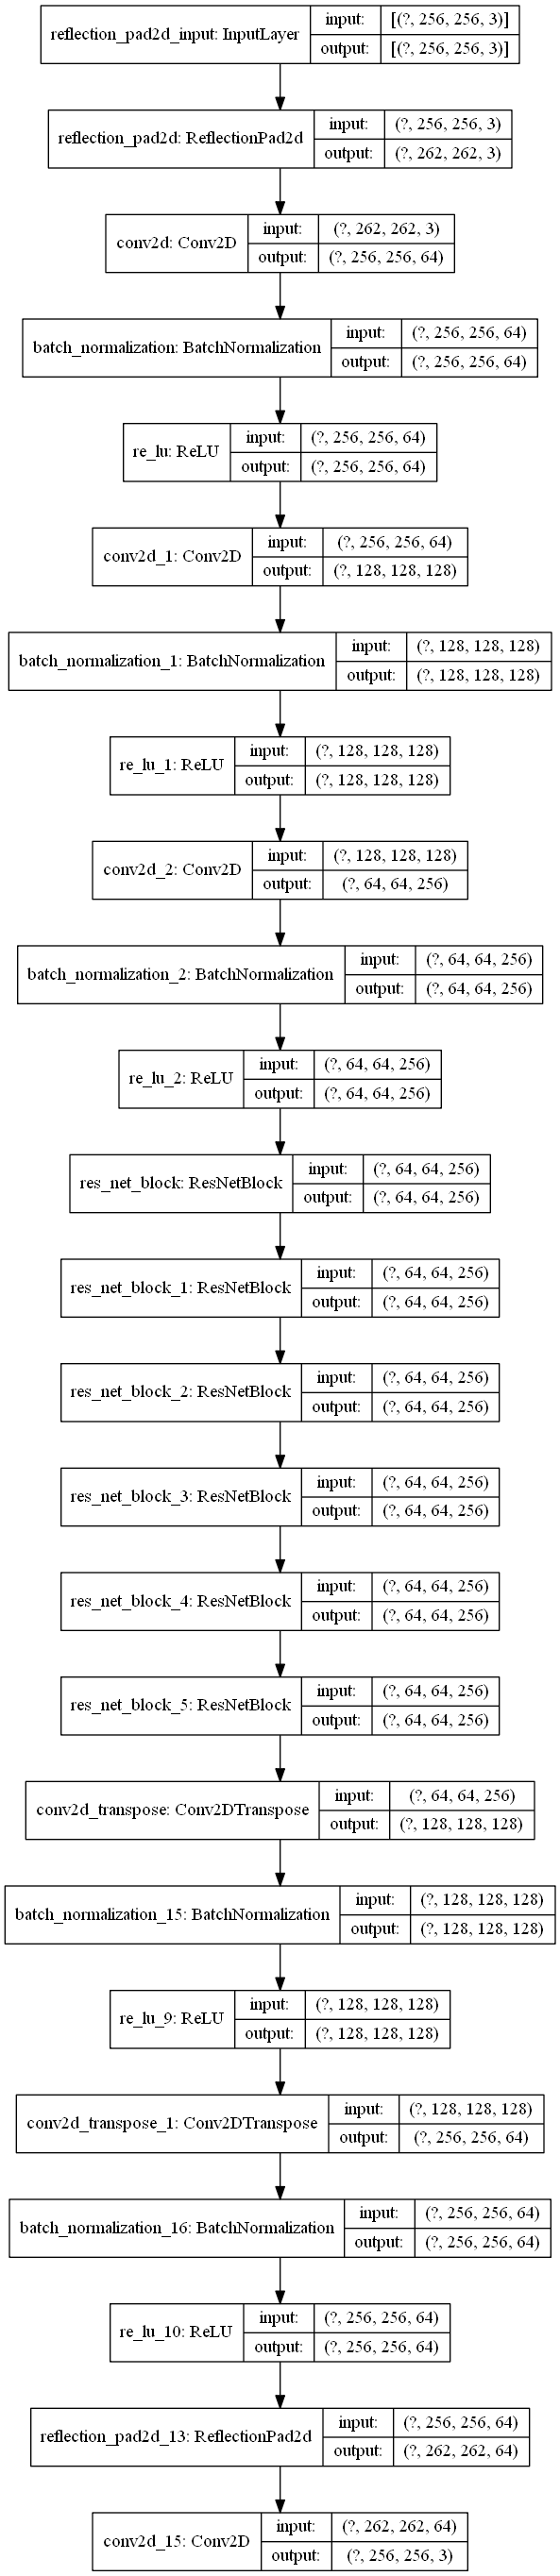 reflection_pad2d_input: InputLayer
input: [(?, 256, 256, 3)]
output: [(?, 256, 256, 3)]
reflection_pad2d: ReflectionPad2d
input: (?, 256, 256, 3)
output: (?, 262, 262, 3)
conv2d: Conv2D
input: (?, 262, 262, 3)
output: (?, 256, 256, 64)
batch_normalization: BatchNormalization
input: (?, 256, 256, 64)
output: (?, 256, 256, 64)
re_lu: ReLU
input: (?, 256, 256, 64)
output: (?, 256, 256, 64)
conv2d_1: Conv2D
input: (?, 256, 256, 64)
output: (?, 128, 128, 128)
batch_normalization_1: BatchNormalization
input: (?, 128, 128, 128)
output: (?, 128, 128, 128)
re_lu_1: ReLU
input: (?, 128, 128, 128)
output: (?, 128, 128, 128)
conv2d_2: Conv2D
input: (?, 128, 128, 128)
output: (?, 64, 64, 256)
batch_normalization_2: BatchNormalization
input: (?, 64, 64, 256)
output: (?, 64, 64, 256)
re_lu_2: ReLU
input: (?, 64, 64, 256)
output: (?, 64, 64, 256)
res_net_block: ResNetBlock
input: (?, 64, 64, 256)
output: (?, 64, 64, 256)
res_net_block_1: ResNetBlock
input: (?, 64, 64, 256)
output: (?, 64, 64, 256)
res_net_block_2: ResNetBlock
input: (?, 64, 64, 256)
output: (?, 64, 64, 256)
res_net_block_3: ResNetBlock
input: (?, 64, 64, 256)
output: (?, 64, 64, 256)
res_net_block_4: ResNetBlock
input: (?, 64, 64, 256)
output: (?, 64, 64, 256)
res_net_block_5: ResNetBlock
input: (?, 64, 64, 256)
output: (?, 64, 64, 256)
conv2d_transpose: Conv2DTranspose
input: (?, 64, 64, 256)
output: (?, 128, 128, 128)
batch_normalization_15: BatchNormalization
input: (?, 128, 128, 128)
output: (?, 128, 128, 128)
re_lu_9: ReLU
input: (?, 128, 128, 128)
output: (?, 128, 128, 128)
conv2d_transpose_1: Conv2DTranspose
input: (?, 128, 128, 128)
output: (?, 256, 256, 64)
batch_normalization_16: BatchNormalization
input: (?, 256, 256, 64)
output: (?, 256, 256, 64)
re_lu_10: ReLU
input: (?, 256, 256, 64)
output: (?, 256, 256, 64)
reflection_pad2d_13: ReflectionPad2d
input: (?, 256, 256, 64)
output: (?, 262, 262, 64)
conv2d_15: Conv2D
input: (?, 262, 262, 64)
output: (?, 256, 256, 3)